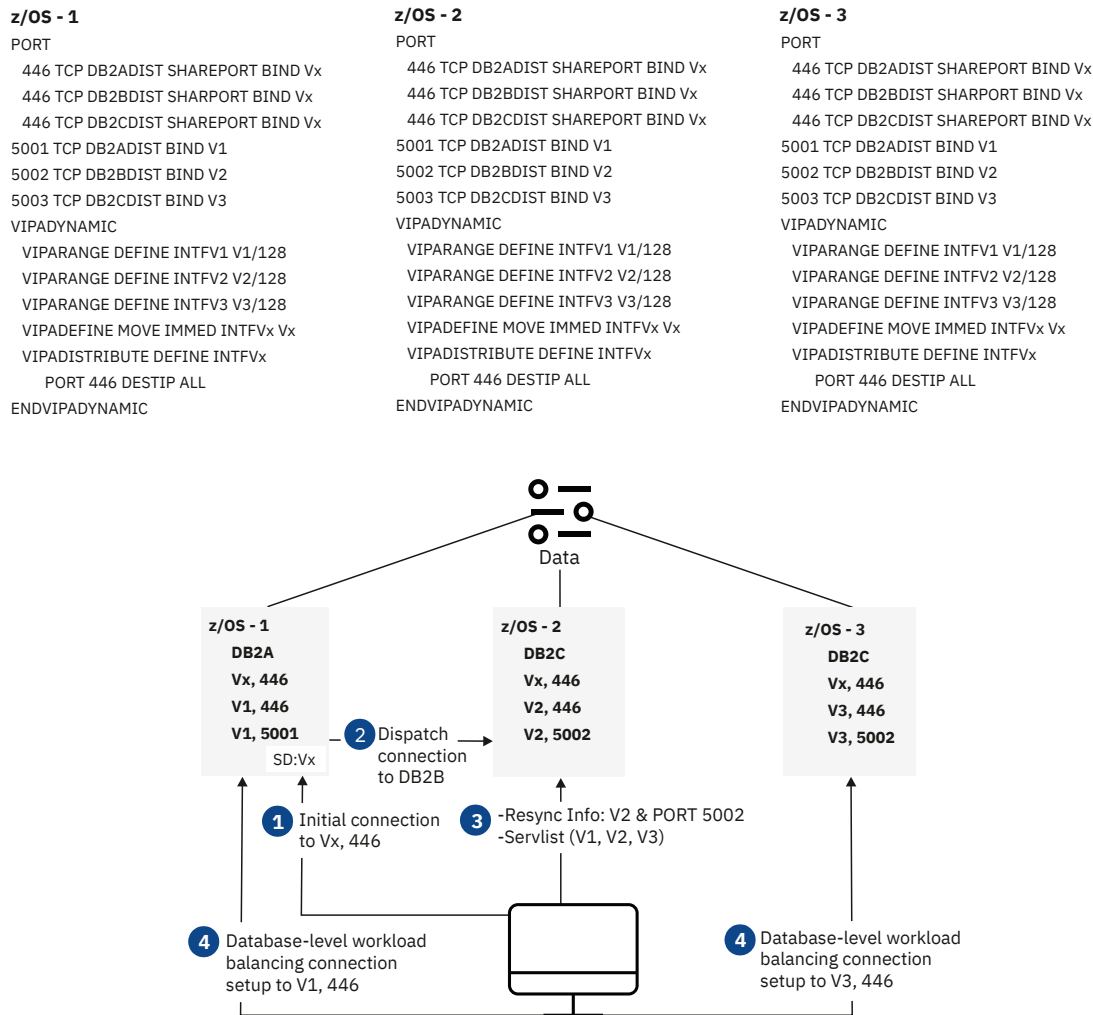 z/OS - 1
PORT
446 TCP DB2ADIST SHAREPORT BIND Vx
446 TCP DB2BDIST SHARPORT BIND Vx
446 TCP DB2CDIST SHAREPORT BIND Vx
5001 TCP DB2ADIST BIND V1
5002 TCP DB2BDIST BIND V2
5003 TCP DB2CDIST BIND V3
VIPADYNAMIC
VIPARANGE DEFINE INTFV1 V1/128
VIPARANGE DEFINE INTFV2 V2/128
VIPARANGE DEFINE INTFV3 V3/128
VIPADEFINE MOVE IMMED INTFVx Vx
VIPADISTRIBUTE DEFINE INTFVx
PORT 446 DESTIP ALL
ENDVIPADYNAMIC
z/OS - 2
PORT
446 TCP DB2ADIST SHAREPORT BIND Vx
446 TCP DB2BDIST SHARPORT BIND Vx
446 TCP DB2CDIST SHAREPORT BIND Vx
5001 TCP DB2ADIST BIND V1
5002 TCP DB2BDIST BIND V2
5003 TCP DB2CDIST BIND V3
VIPADYNAMIC
VIPARANGE DEFINE INTFV1 V1/128
VIPARANGE DEFINE INTFV2 V2/128
VIPARANGE DEFINE INTFV3 V3/128
VIPADEFINE MOVE IMMED INTFVx Vx
VIPADISTRIBUTE DEFINE INTFVx
PORT 446 DESTIP ALL
ENDVIPADYNAMIC
z/OS - 3
PORT
446 TCP DB2ADIST SHAREPORT BIND Vx
446 TCP DB2BDIST SHARPORT BIND Vx
446 TCP DB2CDIST SHAREPORT BIND Vx
5001 TCP DB2ADIST BIND V1
5002 TCP DB2BDIST BIND V2
5003 TCP DB2CDIST BIND V3
VIPADYNAMIC
VIPARANGE DEFINE INTFV1 V1/128
VIPARANGE DEFINE INTFV2 V2/128
VIPARANGE DEFINE INTFV3 V3/128
VIPADEFINE MOVE IMMED INTFVx Vx
VIPADISTRIBUTE DEFINE INTFVx
PORT 446 DESTIP ALL
ENDVIPADYNAMIC
Data
z/OS - 1
DB2A
Vx, 446
V1, 446
V1, 5001
SD:Vx
2 Dispatch
connection
to DB2B
z/OS - 2
DB2C
Vx, 446
V2, 446
V2, 5002
z/OS - 3
DB2C
Vx, 446
V3, 446
V3, 5002
1 Initial connection
to Vx, 446
3 -Resync Info: V2 & PORT 5002
-Servlist (V1, V2, V3)
4 Database-level workload
balancing connection
setup to V1, 446
4 Database-level workload
balancing connection
setup to V3, 446